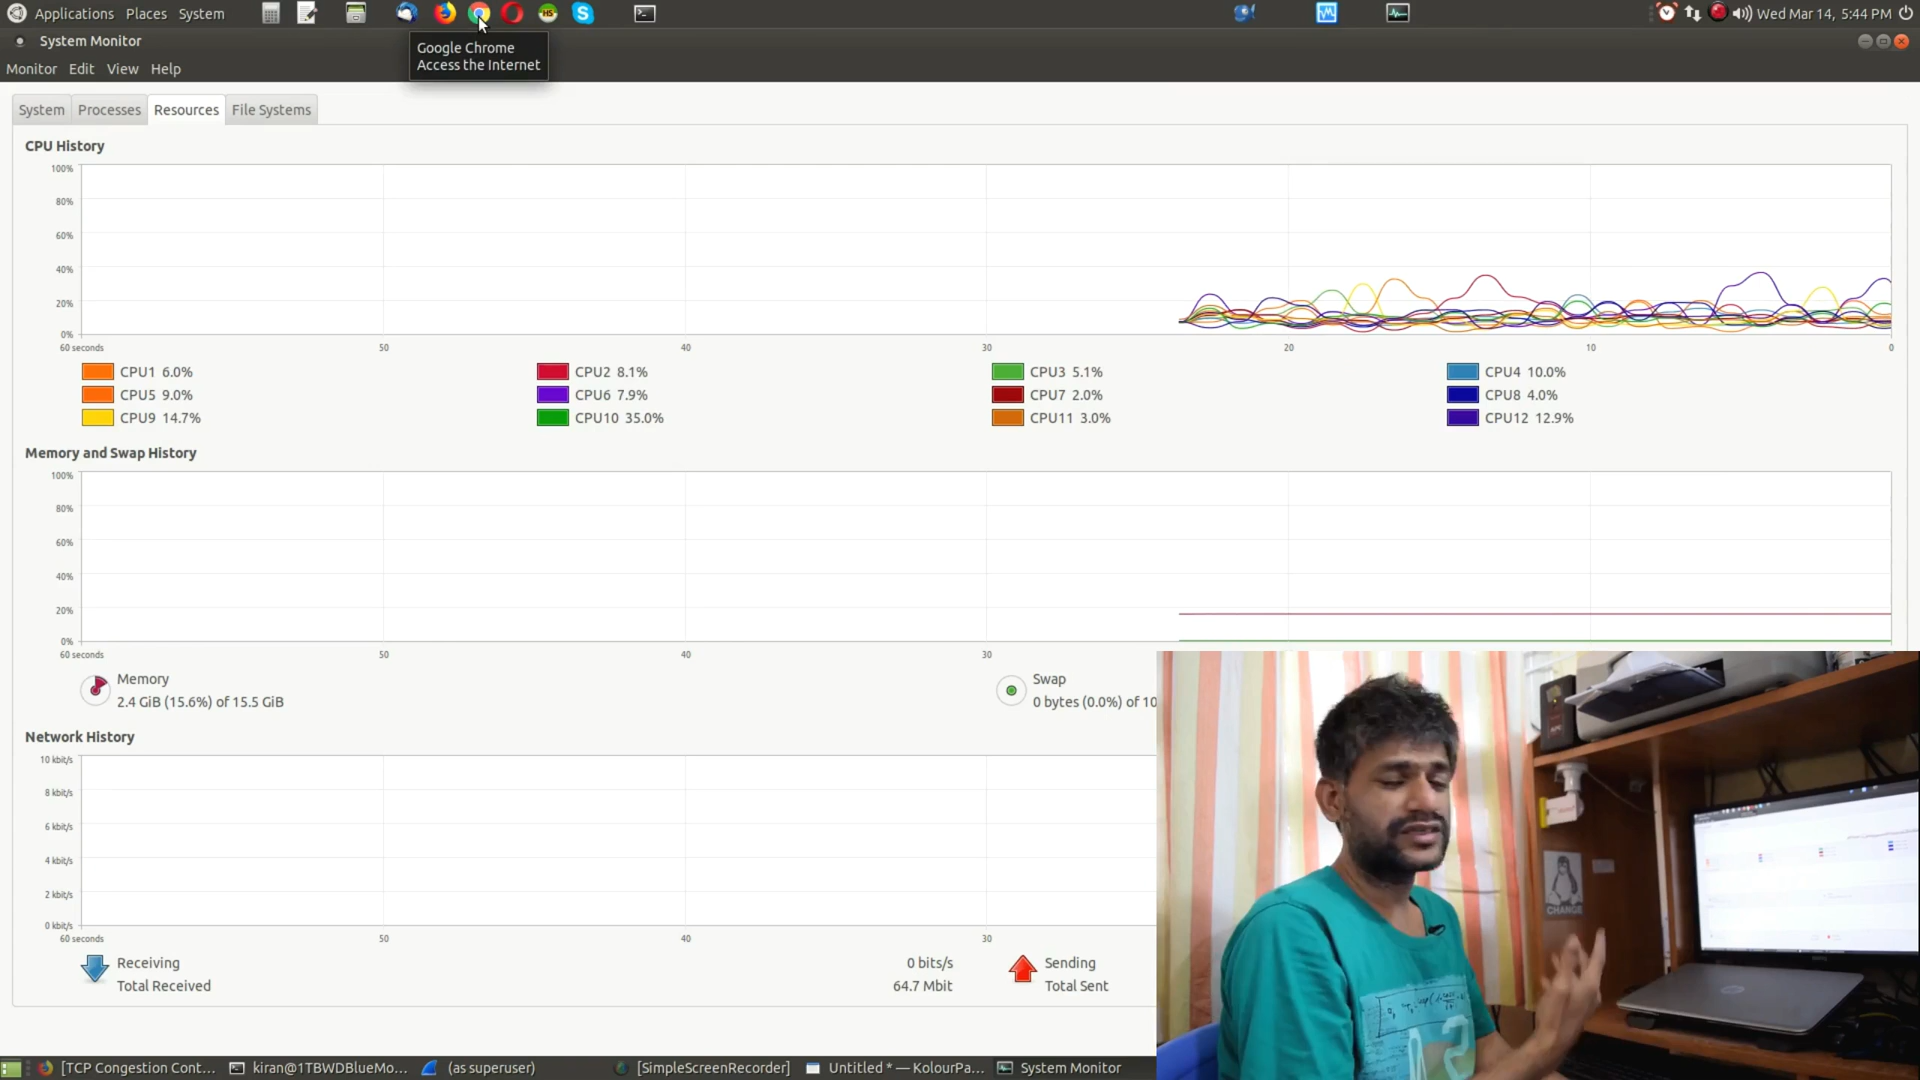 Applications Places System
Wed Mar 14, 5:44 PM
System Monitor
Google Chrome
Access the Internet
Monitor Edit View Help
System Processes Resources File Systems
CPU History
100%
80%
60%
40%
20%
0%
60 seconds 50 40 30 20 10 0
CPU1 6.0% CPU2 8.1% CPU3 5.1% CPU4 10.0%
CPU5 9.0% CPU6 7.9% CPU7 2.0% CPU8 4.0%
CPU9 14.7% CPU10 35.0% CPU11 3.0% CPU12 12.9%
Memory and Swap History
100%
80%
60%
40%
20%
0%
60 seconds 50 40 30
Memory Swap
2.4 GiB (15.6%) of 15.5 GiB 0 bytes (0.0%) of 10
Network History
10 kbit/s
8 kbit/s
6 kbit/s
4 kbit/s
2 kbit/s
0 kbit/s
60 seconds 50 40 30
Receiving 0 bits/s Sending
Total Received 64.7 Mbit Total Sent
CHANGE
[TCP Congestion Cont... kiran@1TBWDBlueMo... (as superuser) [SimpleScreenRecorder] Untitled * — KolourPa... System Monitor